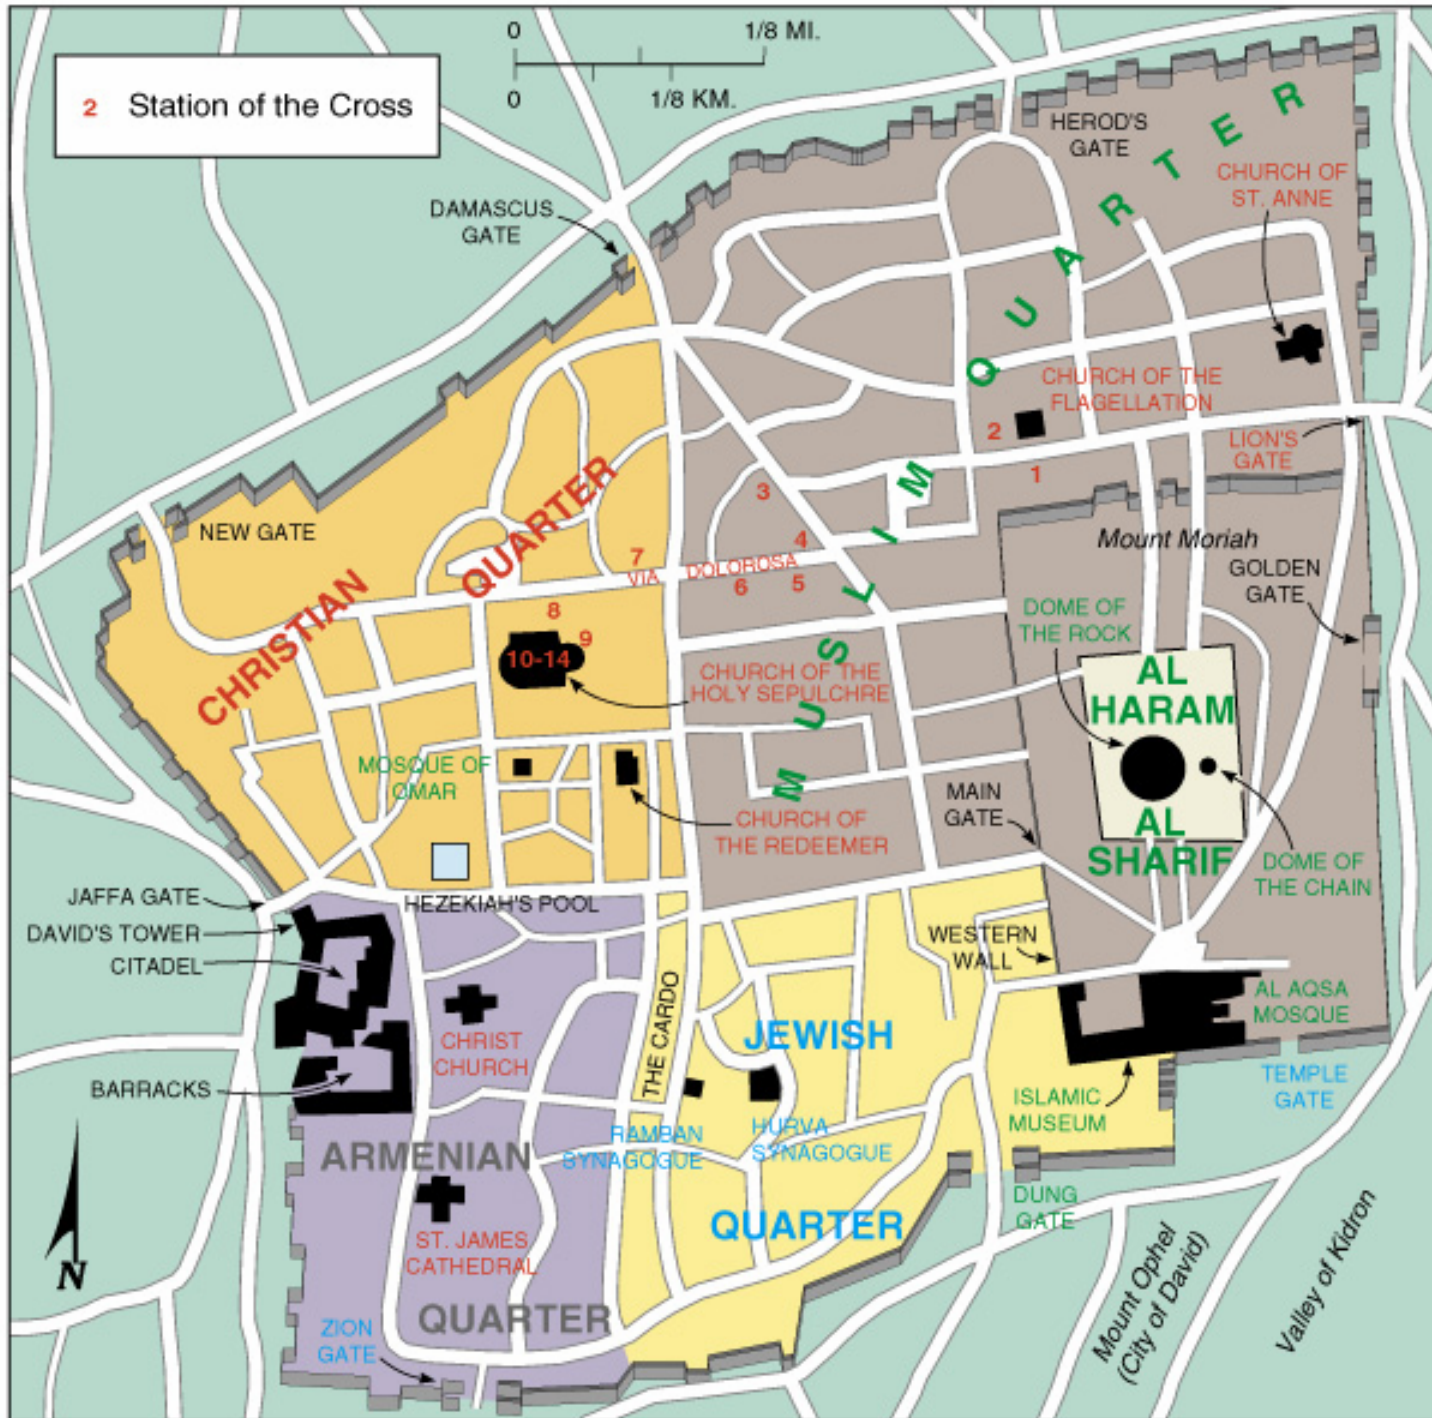 0 1/8 MI.
0 1/8 KM.
2 Station of the Cross
HEROD'S
GATE
CHURCH OF
ST. ANNE
DAMASCUS
GATE
MUSLIM QUARTER
CHURCH OF THE
FLAGELLATION
2
1
LION'S
GATE
3
NEW GATE
4
Mount Moriah
7
VIA DOLOROSA
6
5
GOLDEN
GATE
CHRISTIAN QUARTER
8
9
10-14
DOME OF
THE ROCK
CHURCH OF THE
HOLY SEPULCHRE
AL
HARAM
AL
SHARIF
MOSQUE OF
OMAR
MAIN
GATE
CHURCH OF
THE REDEEMER
DOME OF
THE CHAIN
JAFFA GATE
HEZEKIAH'S POOL
DAVID'S TOWER
CITADEL
WESTERN
WALL
AL AQSA
MOSQUE
THE CARDO
JEWISH
QUARTER
CHRIST
CHURCH
BARRACKS
TEMPLE
GATE
ISLAMIC
MUSEUM
RAMBAN
SYNAGOGUE
HURVA
SYNAGOGUE
ARMENIAN
QUARTER
DUNG
GATE
ST. JAMES
CATHEDRAL
ZION
GATE
N
Mount Ophel
(City of David)
Valley of Kidron